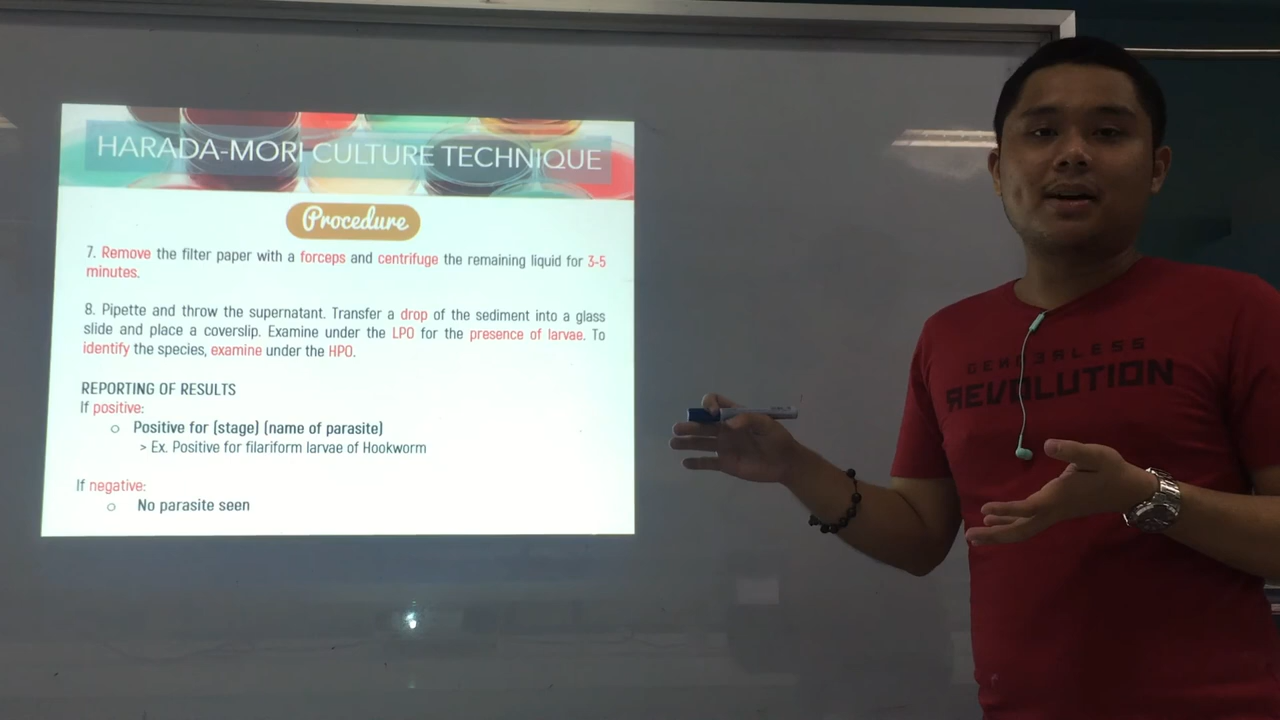 HARADA-MORI CULTURE TECHNIQUE
Procedure
7. Remove the filter paper with a forceps and centrifuge the remaining liquid for 3-5
minutes.
8. Pipette and throw the supernatant. Transfer a drop of the sediment into a glass
slide and place a coverslip. Examine under the LPO for the presence of larvae. To
identify the species, examine under the HPO.
REPORTING OF RESULTS
If positive:
o Positive for (stage) (name of parasite)
> Ex. Positive for filariform larvae of Hookworm
If negative:
o No parasite seen
GENDERLESS
REVOLUTION